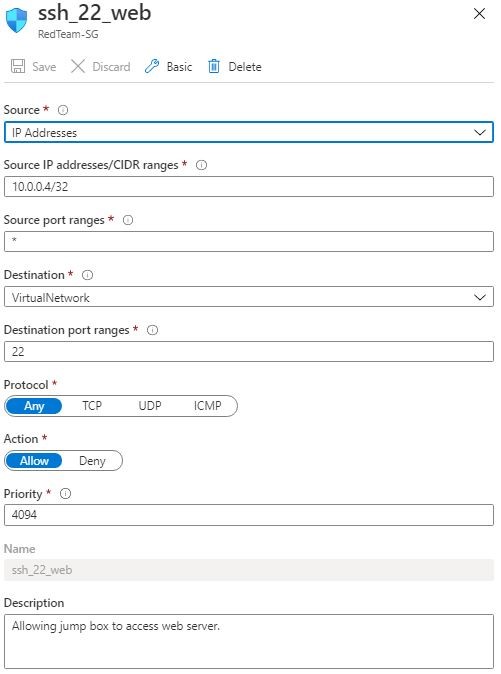 ssh_22_web
RedTeam-SG
Save Discard Basic Delete
Source *
IP Addresses
Source IP addresses/CIDR ranges *
10.0.0.4/32
Source port ranges *
*
Destination *
VirtualNetwork
Destination port ranges *
22
Protocol *
Any TCP UDP ICMP
Action *
Allow Deny
Priority *
4094
Name
ssh_22_web
Description
Allowing jump box to access web server.